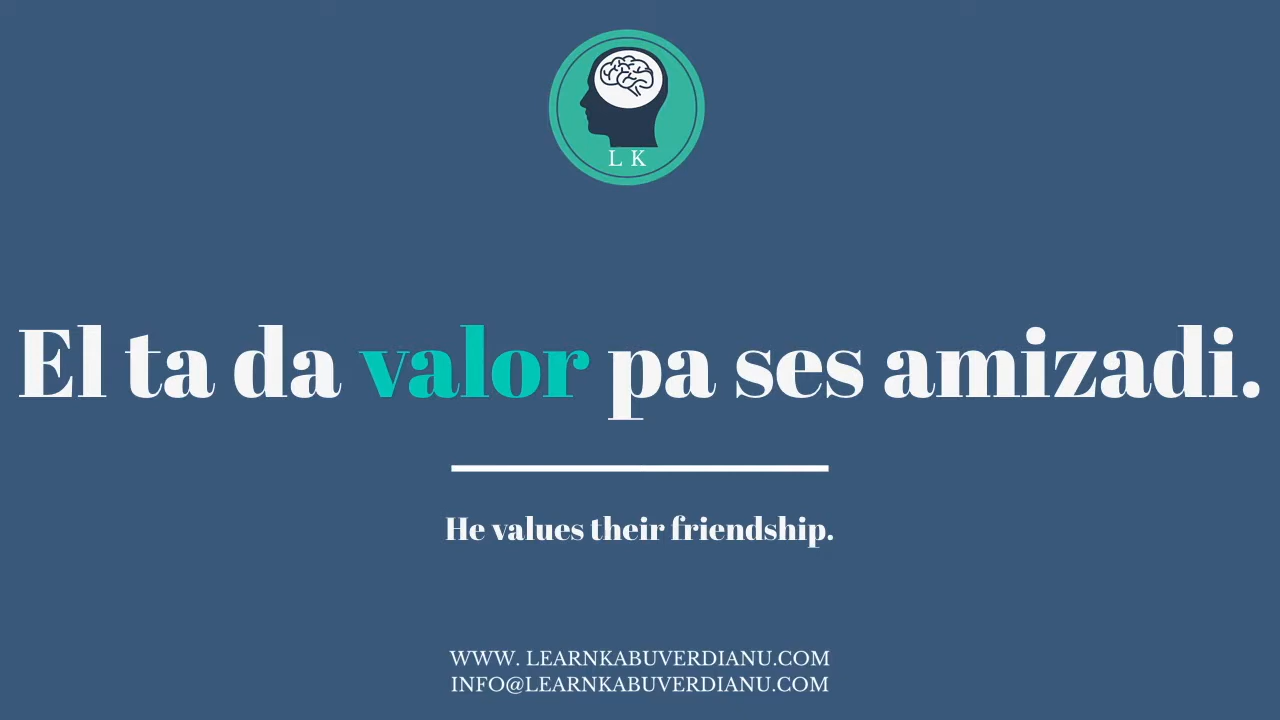 L K
El ta da valor pa ses amizadi.
He values their friendship.
WWW. LEARNKABUVERDIANU.COM
INFO@LEARNKABUVERDIANU.COM